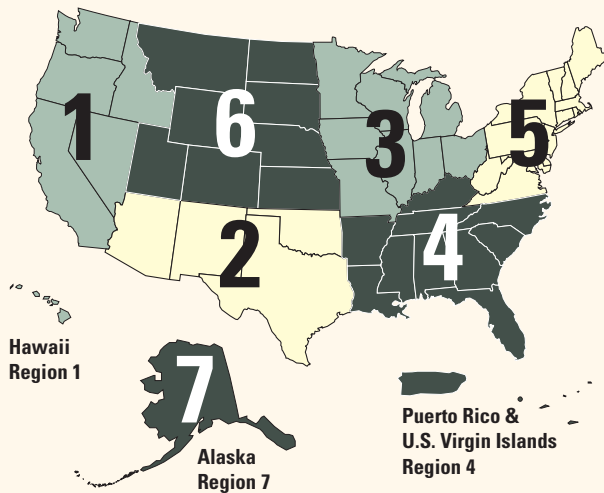 1
6
3
5
2
4
Hawaii
Region 1
7
Alaska
Region 7
Puerto Rico &
U.S. Virgin Islands
Region 4